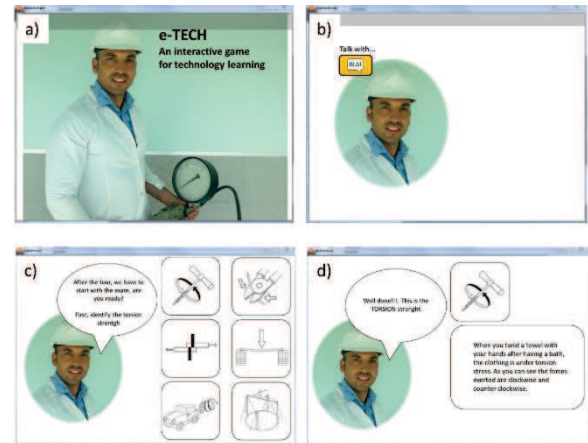 a)
e-TECH
An interactive game
for technology learning
b)
Talk with...
BLA!
c)
After the tour, we have to
start with the exam, are
you ready?
First, identify the torsion
strength
d)
Well done!! I. This is the
TORSION strenght.
When you twist a towel with
your hands after having a bath,
the clothing is under torsion
stress. As you can see the forces
exerted are clockwise and
counter clockwise.